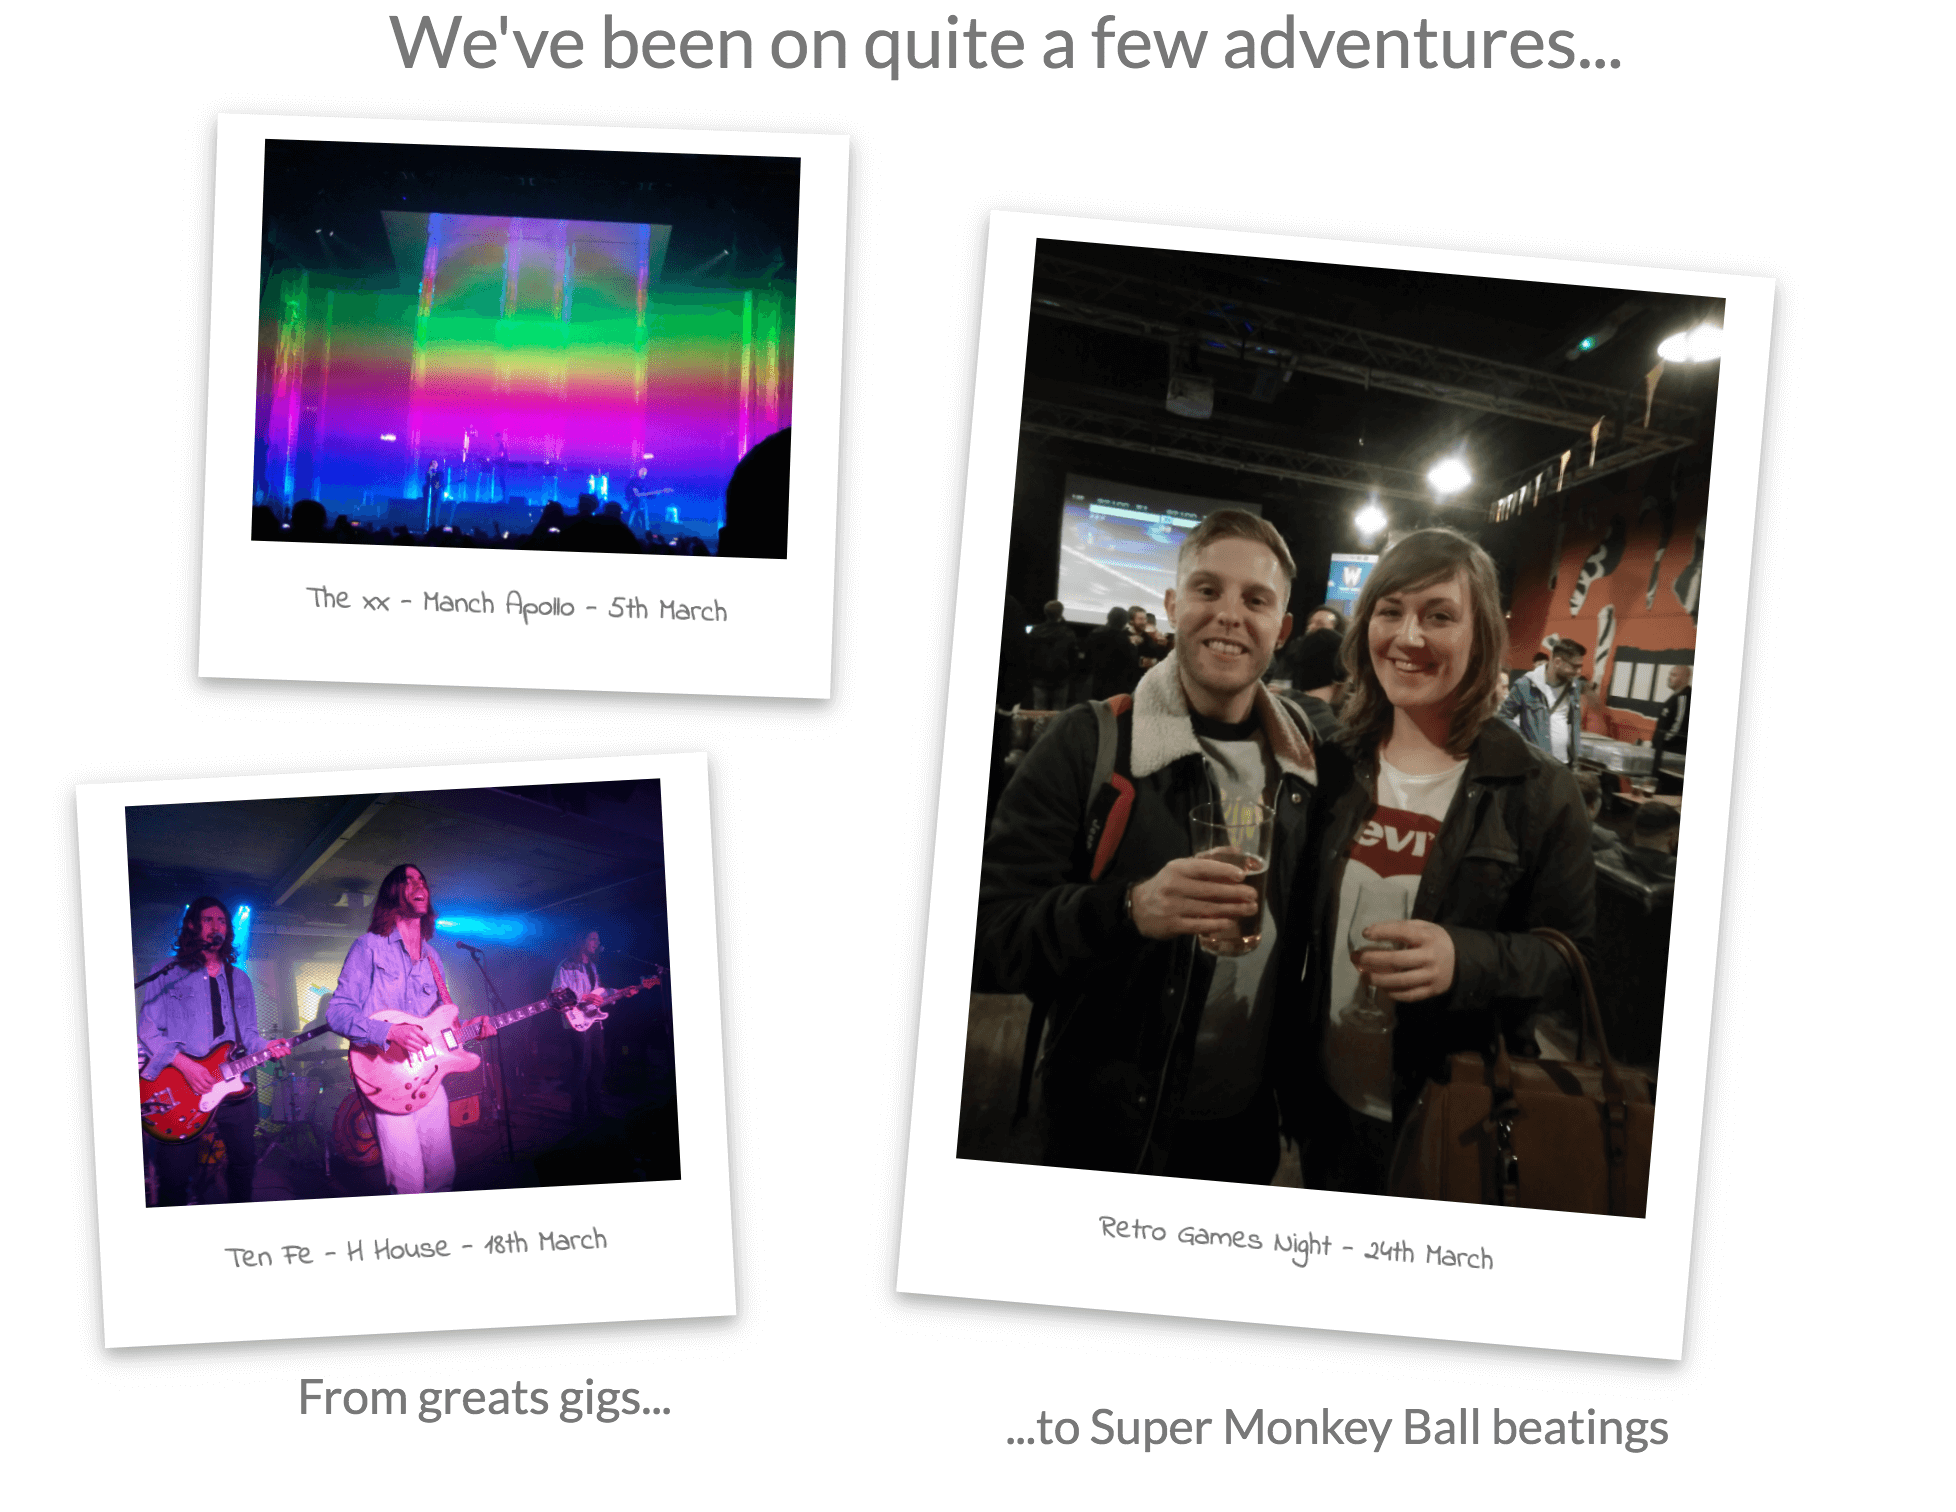 We've been on quite a few adventures...
The xx - Manch Apollo - 5th March
Ten Fe - H House - 18th March
From greats gigs...
W
evi
Retro Games Night - 24th March
...to Super Monkey Ball beatings